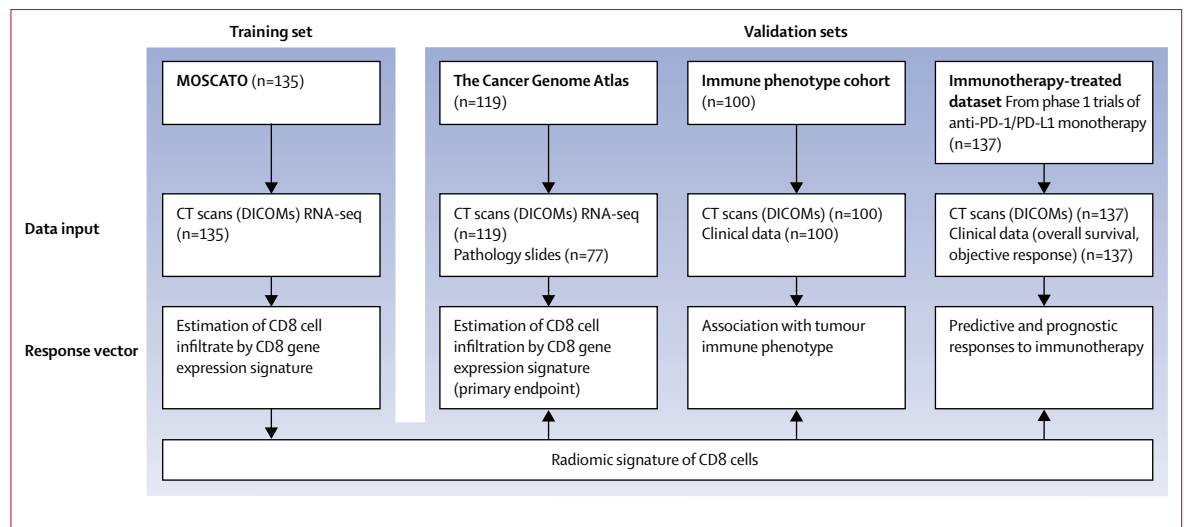 Training set
Validation sets
MOSCATO (n=135)
The Cancer Genome Atlas
(n=119)
Immune phenotype cohort
(n=100)
Immunotherapy-treated
dataset From phase 1 trials of
anti-PD-1/PD-L1 monotherapy
(n=137)
Data input
CT scans (DICOMs) RNA-seq
(n=135)
CT scans (DICOMs) RNA-seq
(n=119)
Pathology slides (n=77)
CT scans (DICOMs) (n=100)
Clinical data (n=100)
CT scans (DICOMs) (n=137)
Clinical data (overall survival,
objective response) (n=137)
Response vector
Estimation of CD8 cell
infiltrate by CD8 gene
expression signature
Estimation of CD8 cell
infiltration by CD8 gene
expression signature
(primary endpoint)
Association with tumour
immune phenotype
Predictive and prognostic
responses to immunotherapy
Radiomic signature of CD8 cells